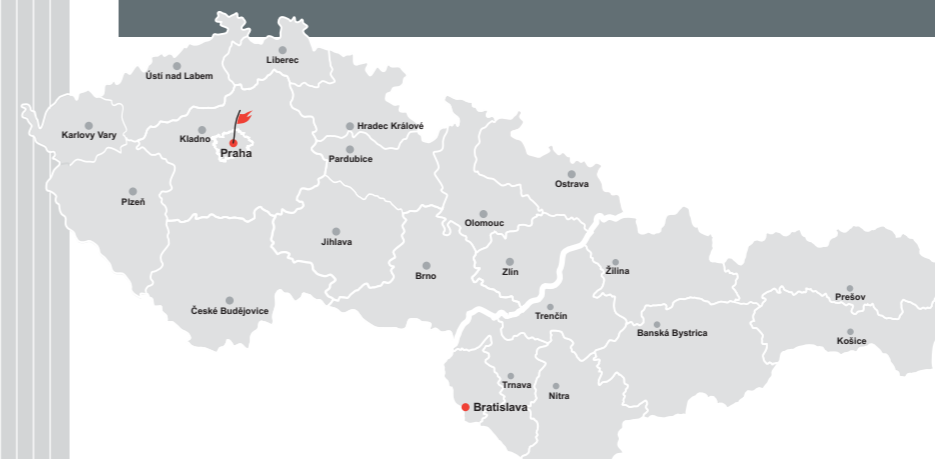 Liberec
Ústí nad Labem
Hradec Králové
Karlovy Vary
Kladno
Praha
Pardubice
Ostrava
Plzeň
Olomouc
Jihlava
Zlín
Žilina
Brno
Prešov
České Budějovice
Trenčín
Banská Bystrica
Košice
Trnava
Nitra
Bratislava